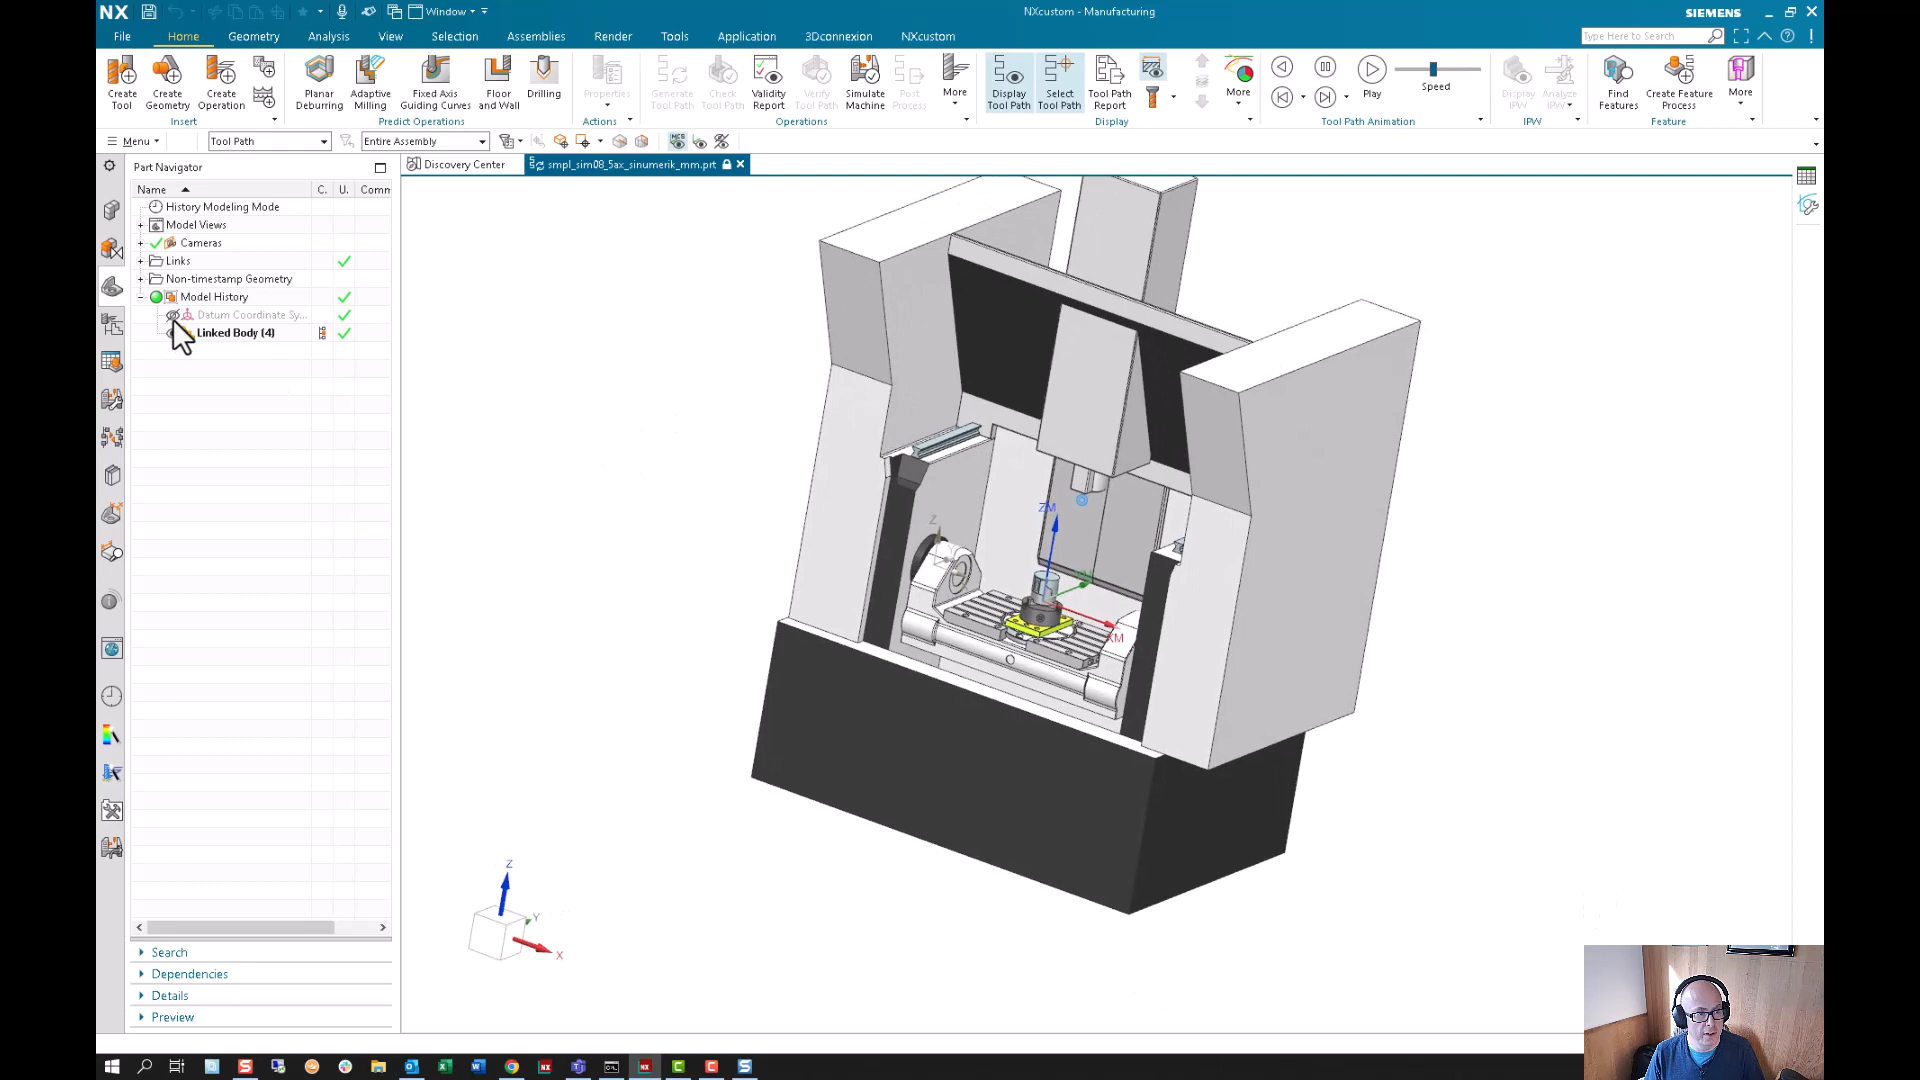 NX
Window
NXcustom - Manufacturing
SIEMENS
File
Home
Geometry
Analysis
View
Selection
Assemblies
Render
Tools
Application
3Dconnexion
NXcustom
Type Here to Search
Create Tool
Create Geometry
Create Operation
Insert
Planar Deburring
Adaptive Milling
Fixed Axis Guiding Curves
Floor and Wall
Drilling
Predict Operations
Properties
Actions
Generate Tool Path
Check Tool Path
Validity Report
Verify Tool Path
Simulate Machine
Post Process
More
Operations
Display Tool Path
Select Tool Path
Tool Path Report
More
Display
Play
Speed
Tool Path Animation
Display IPW
Analyze IPW
IPW
Find Features
Create Feature Process
More
Feature
Menu
Tool Path
Entire Assembly
MCS
Part Navigator
Discovery Center
smpl_sim08_5ax_sinumerik_mm.prt
Name
C.
U.
Comm
History Modeling Mode
Model Views
Cameras
Links
Non-timestamp Geometry
Model History
Datum Coordinate Sy...
Linked Body (4)
ZM
Z
XM
Z
Y
X
Search
Dependencies
Details
Preview